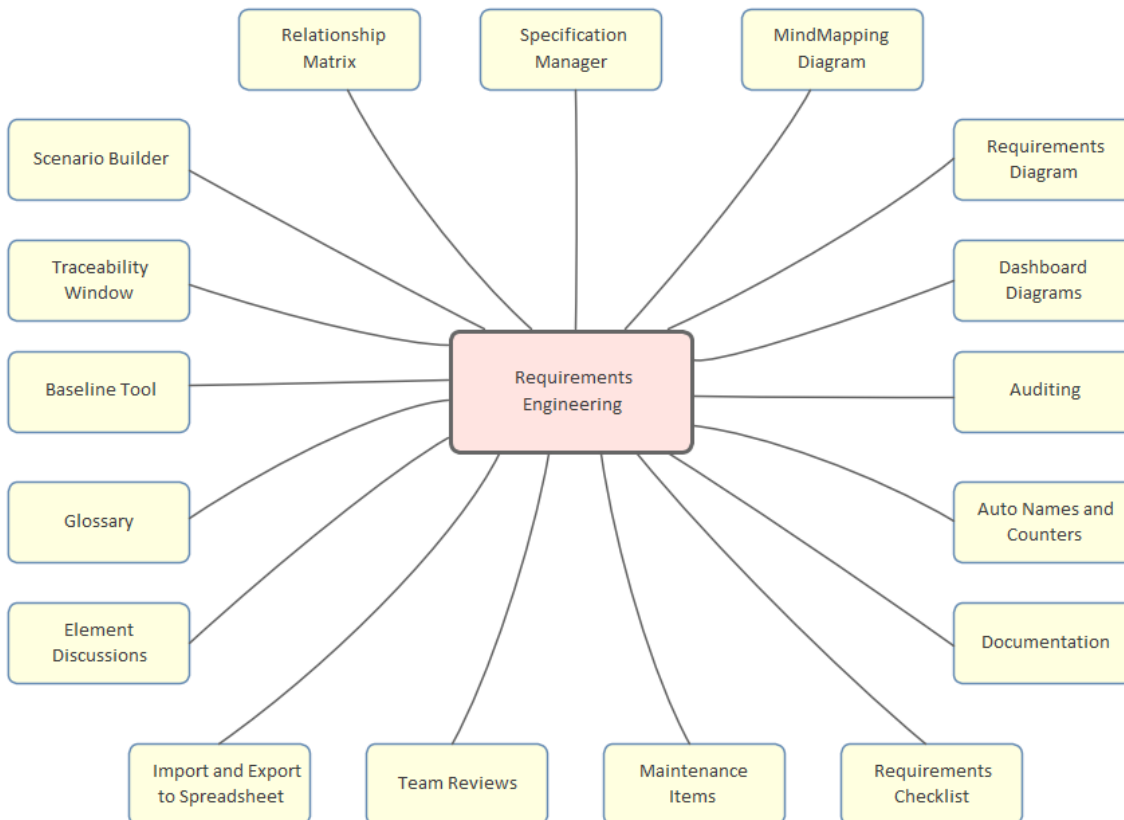 Relationship
Matrix
Specification
Manager
MindMapping
Diagram
Scenario Builder
Requirements
Diagram
Traceability
Window
Dashboard
Diagrams
Baseline Tool
Requirements
Engineering
Auditing
Glossary
Auto Names and
Counters
Element
Discussions
Documentation
Import and Export
to Spreadsheet
Team Reviews
Maintenance
Items
Requirements
Checklist